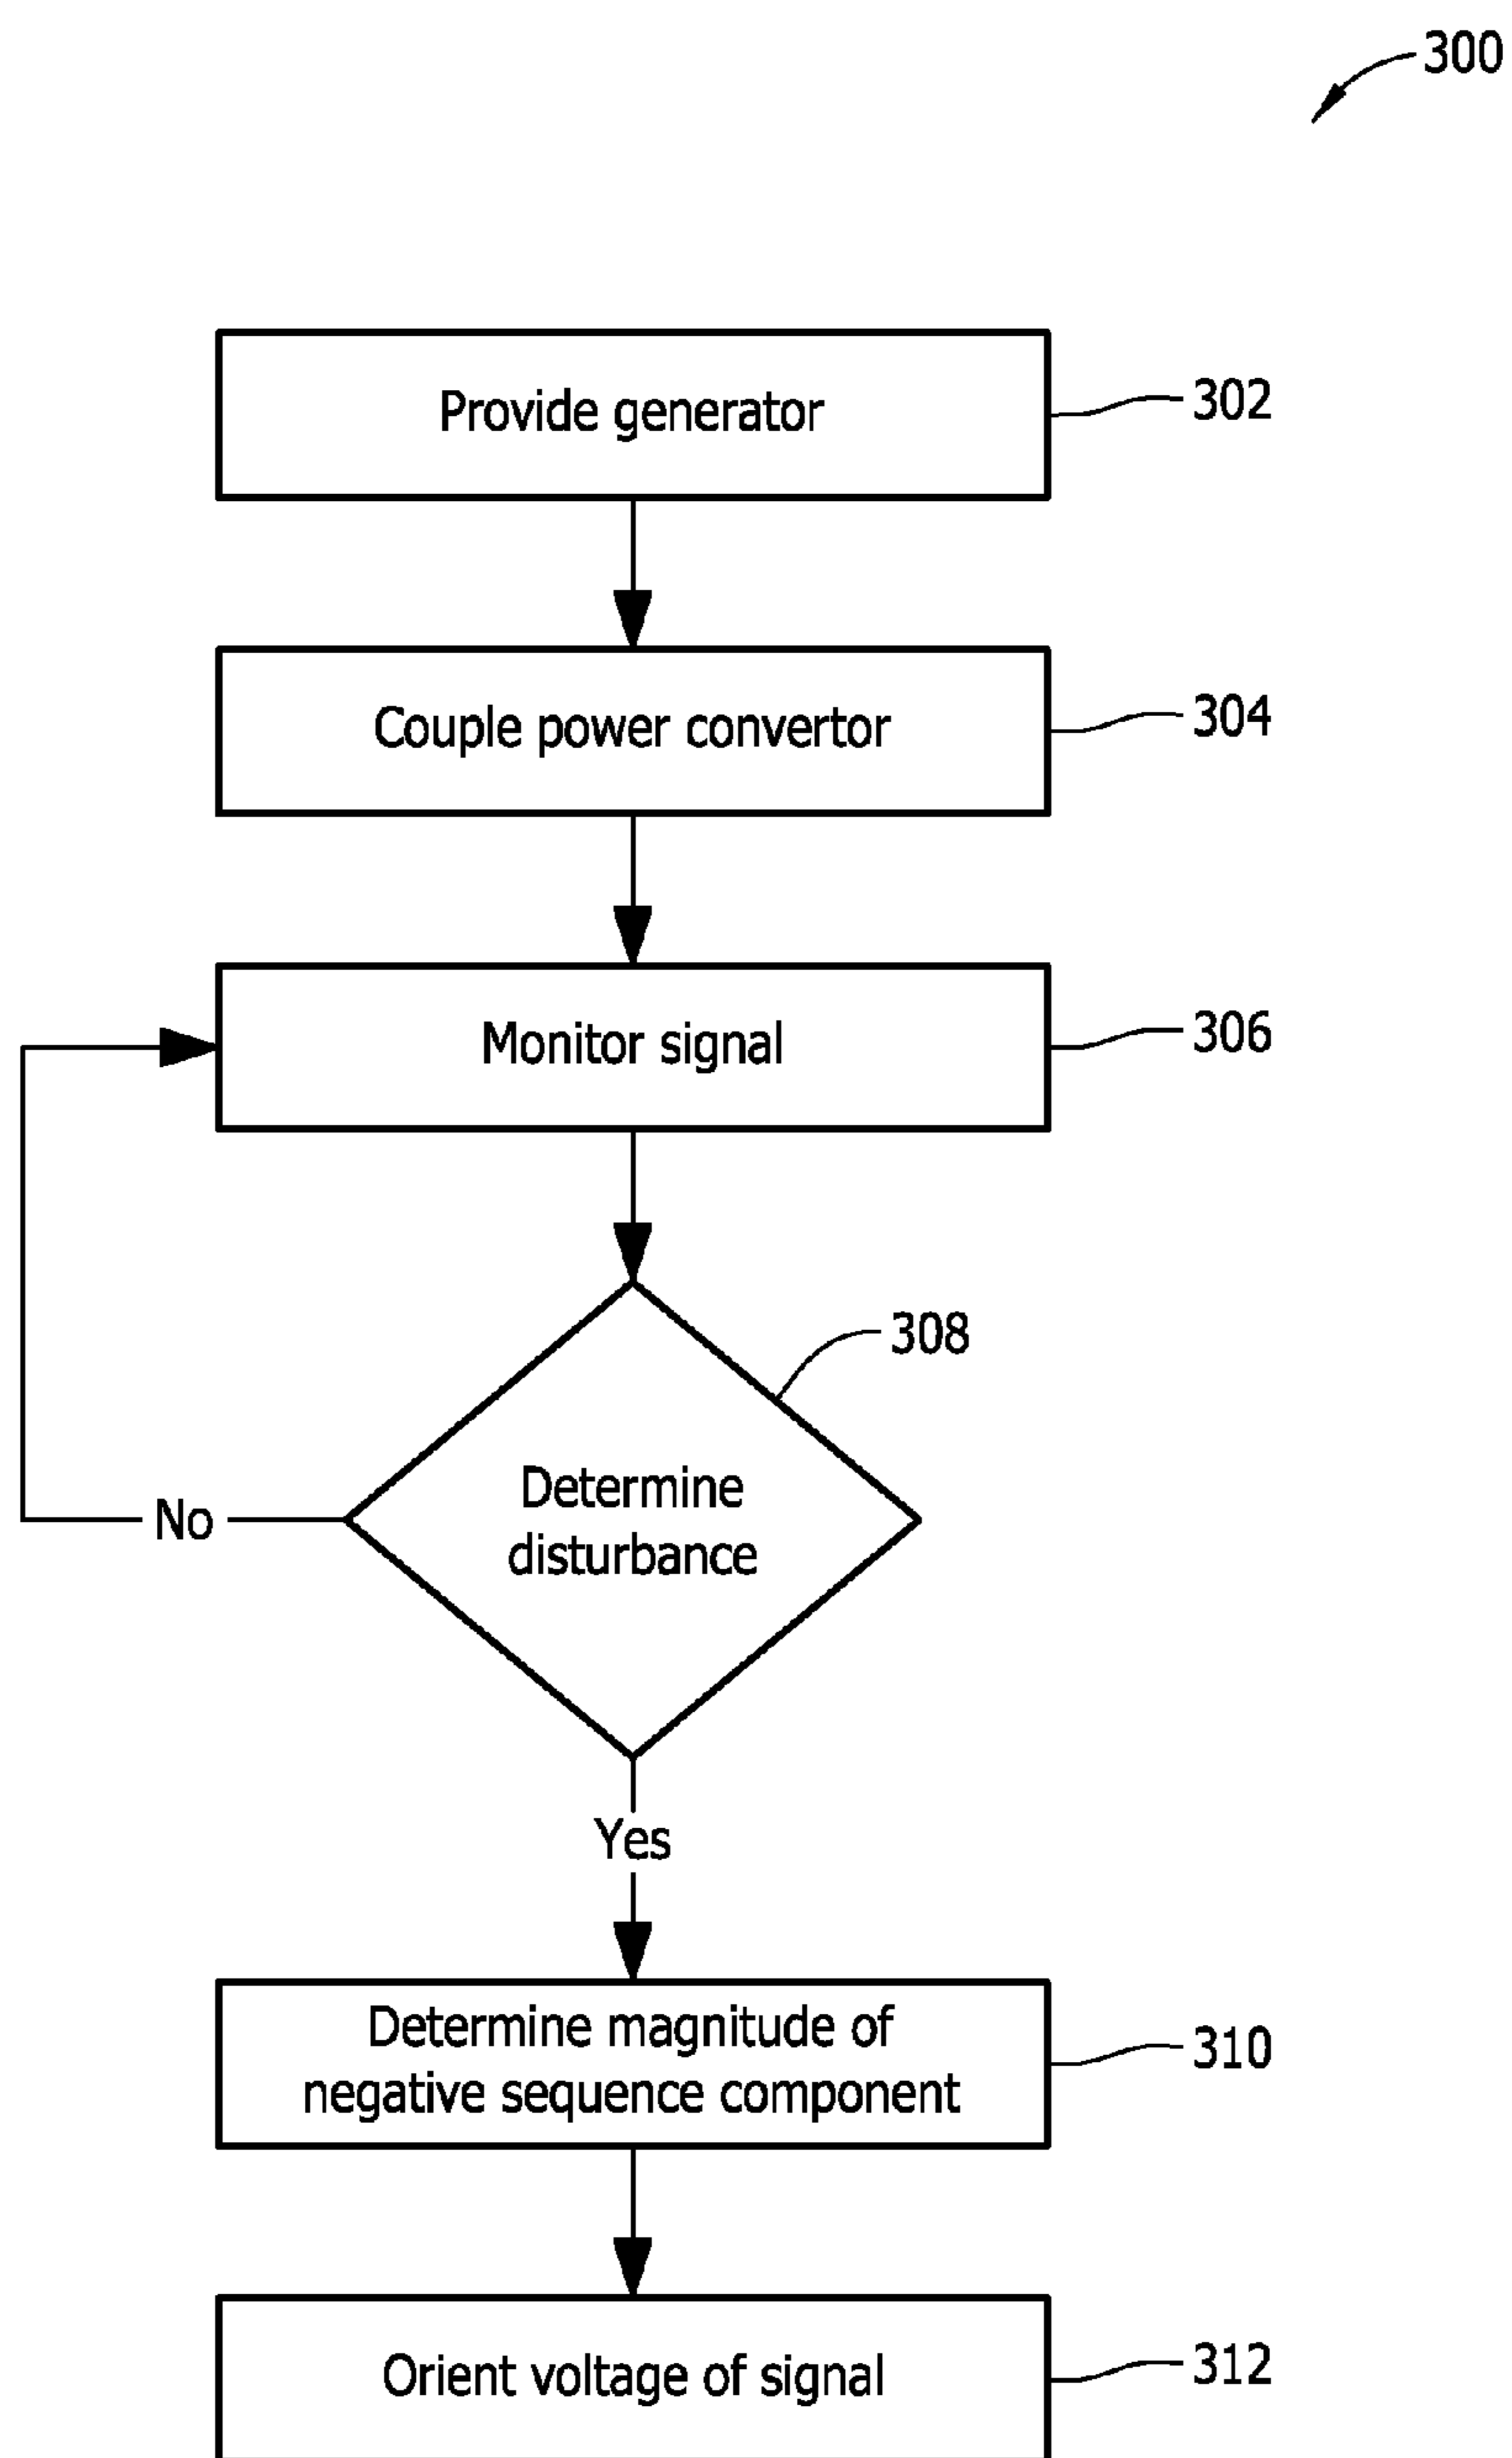 300
Provide generator
302
Couple power convertor
304
Monitor signal
306
308
Determine
disturbance
No
Yes
Determine magnitude of
negative sequence component
310
Orient voltage of signal
312